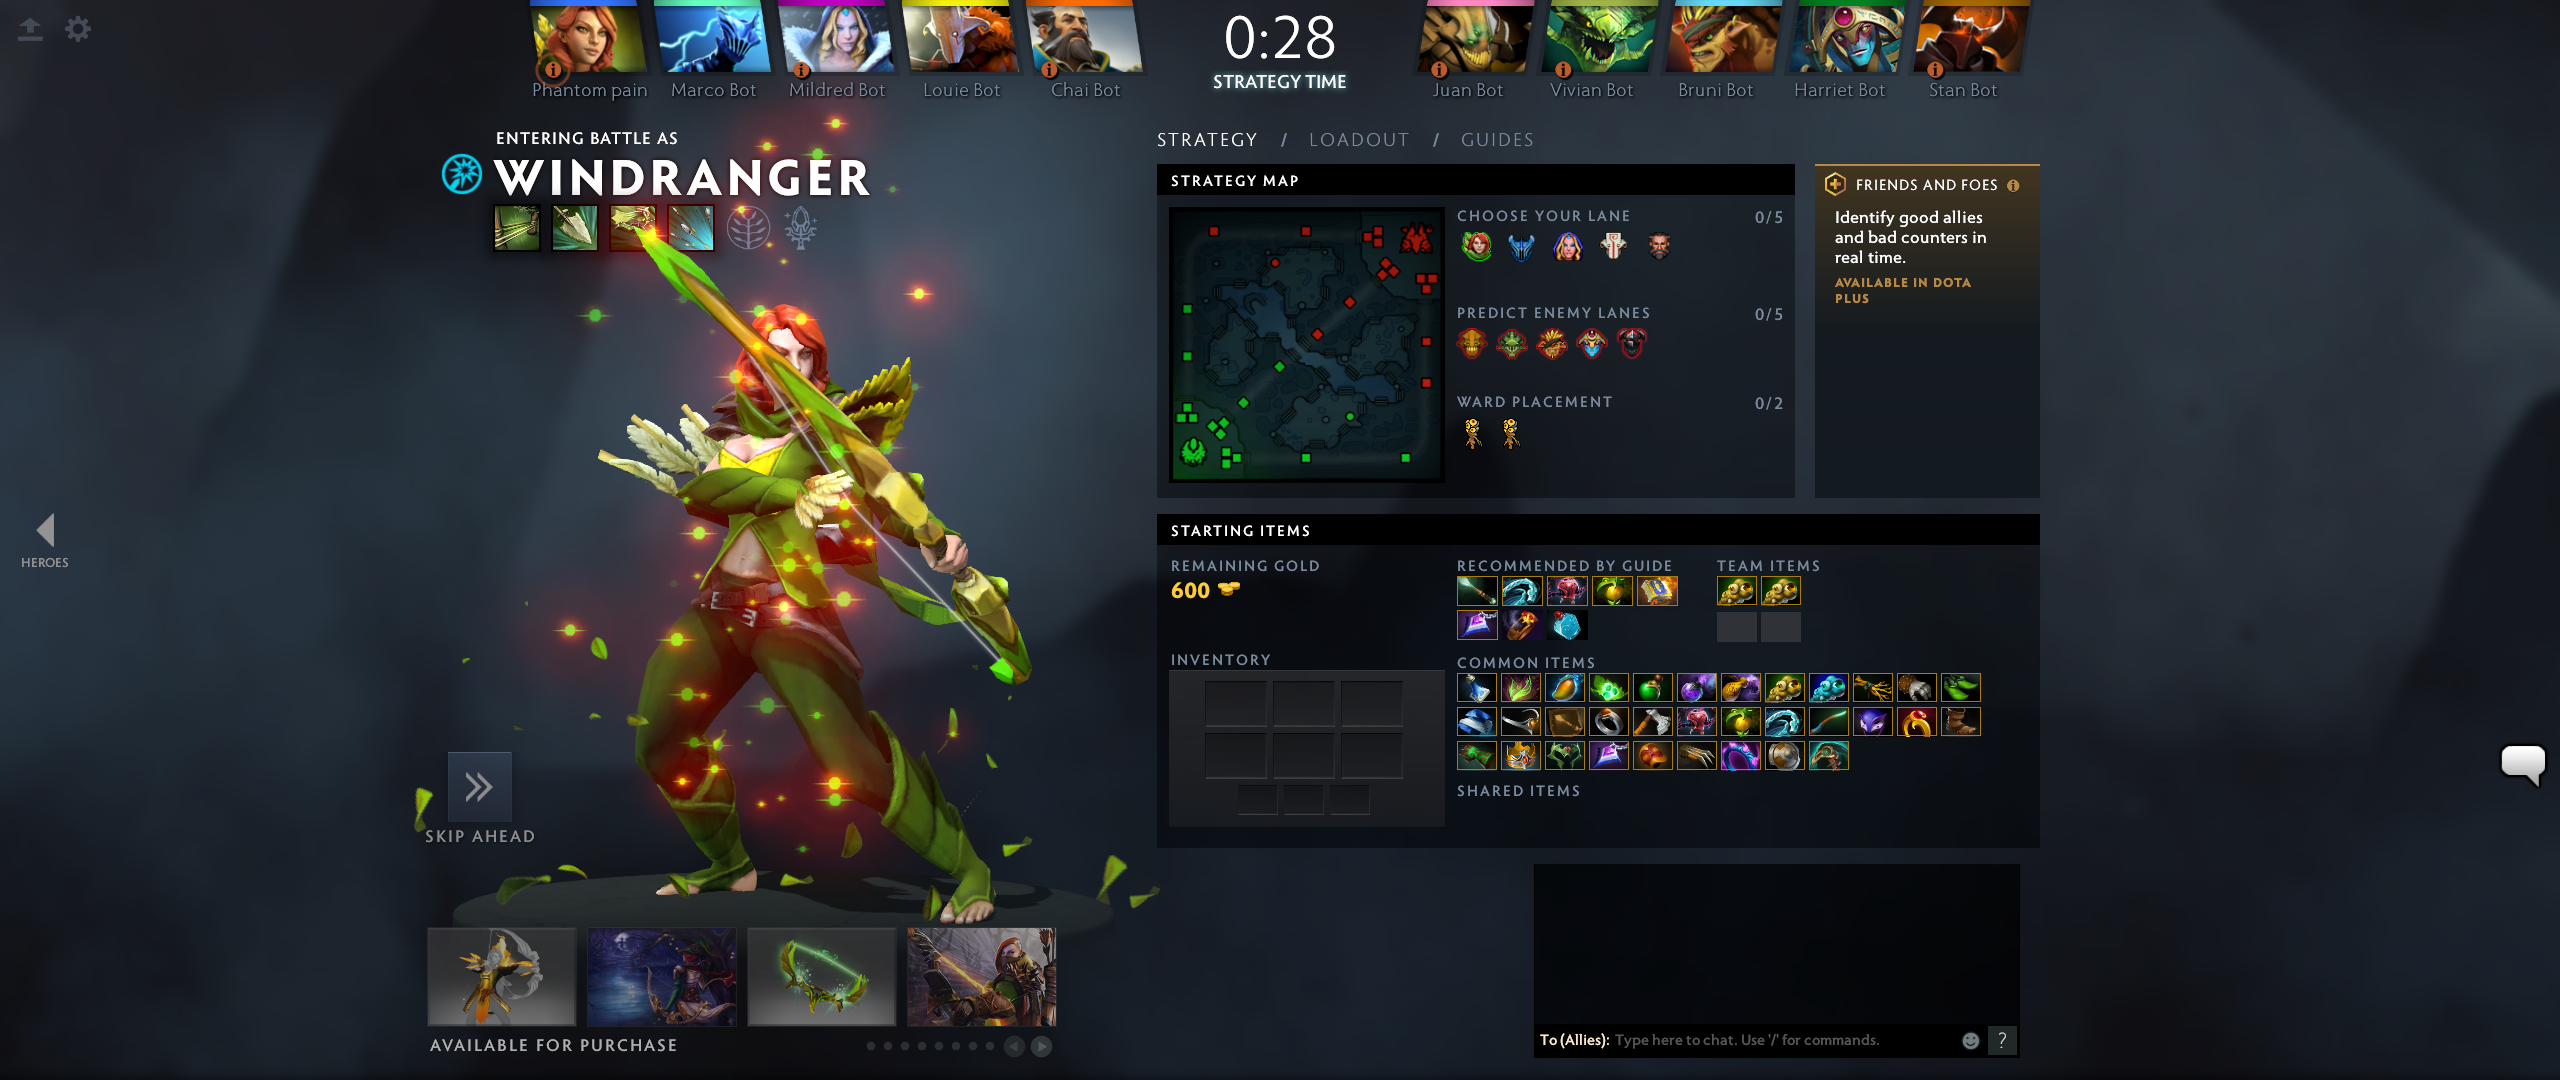 0:28
STRATEGY TIME
Phantom pain
Marco Bot
Mildred Bot
Louie Bot
Chai Bot
Juan Bot
Vivian Bot
Bruni Bot
Harriet Bot
Stan Bot
ENTERING BATTLE AS
WINDRANGER
STRATEGY / LOADOUT / GUIDES
STRATEGY MAP
CHOOSE YOUR LANE 0/5
PREDICT ENEMY LANES 0/5
WARD PLACEMENT 0/2
FRIENDS AND FOES
Identify good allies
and bad counters in
real time.
AVAILABLE IN DOTA
PLUS
HEROES
STARTING ITEMS
REMAINING GOLD
600
RECOMMENDED BY GUIDE
TEAM ITEMS
INVENTORY
COMMON ITEMS
SHARED ITEMS
SKIP AHEAD
AVAILABLE FOR PURCHASE
To (Allies): Type here to chat. Use '/' for commands.
?